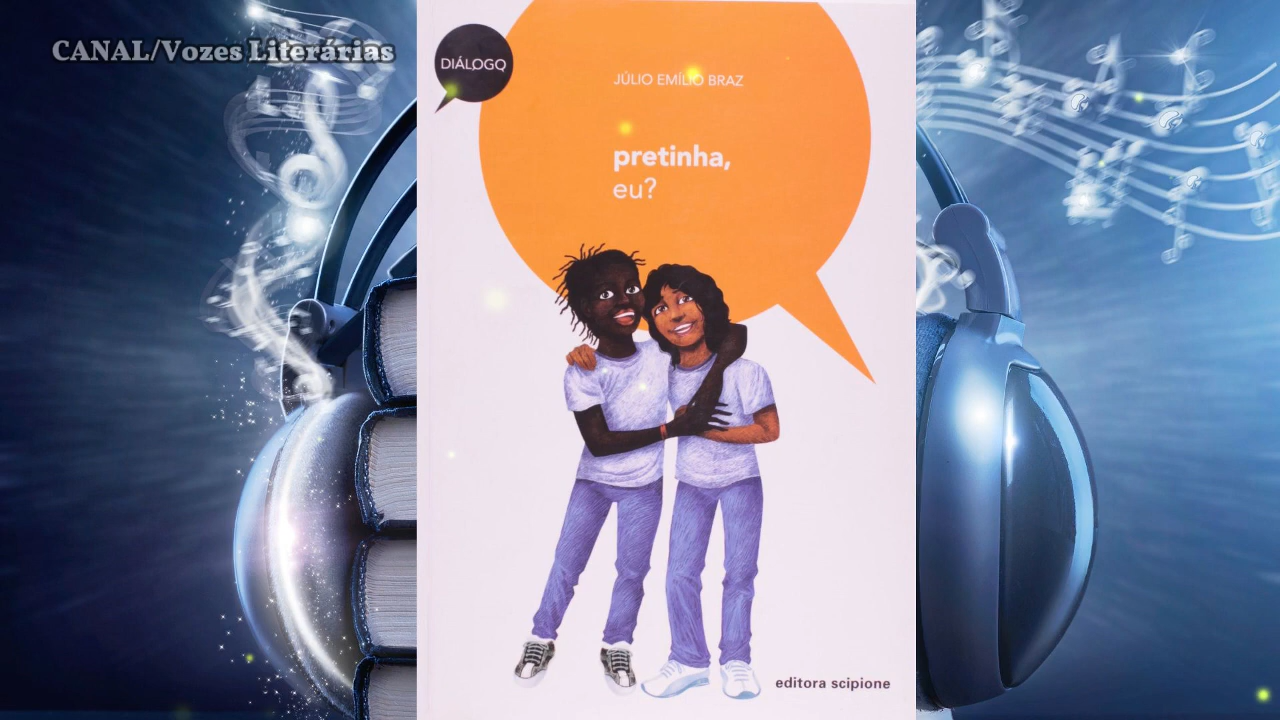 CANAL/Vozes Literárias
DIÁLOGO
JÚLIO EMÍLIO BRAZ
pretinha,
eu?
editora scipione